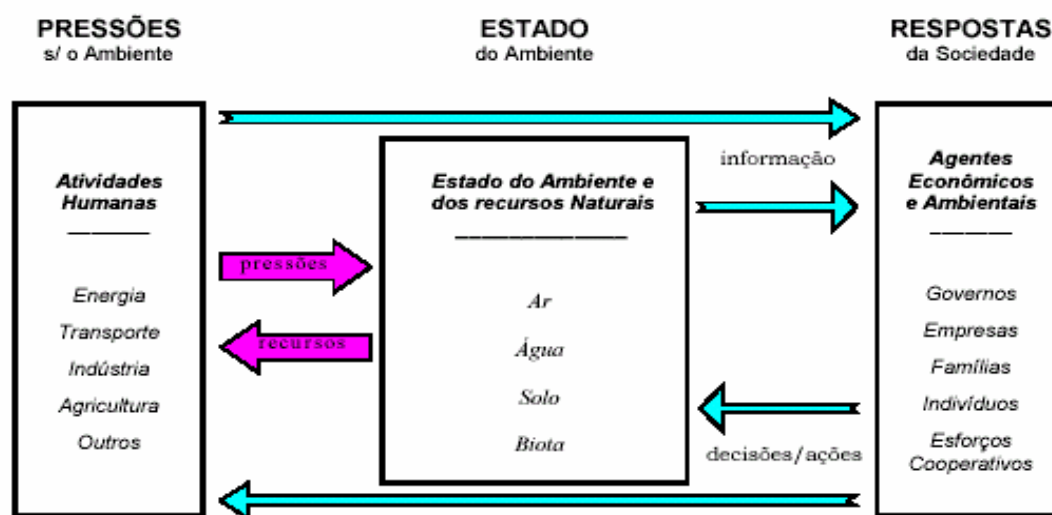 PRESSÕES
s/ o Ambiente
ESTADO
do Ambiente
RESPOSTAS
da Sociedade
Atividades
Humanas
Energia
Transporte
Indústria
Agricultura
Outros
pressões
recursos
Estado do Ambiente e
dos recursos Naturais
Ar
Água
Solo
Biota
informação
decisões/ações
Agentes
Econômicos
e Ambientais
Governos
Empresas
Famílias
Indivíduos
Esforços
Cooperativos